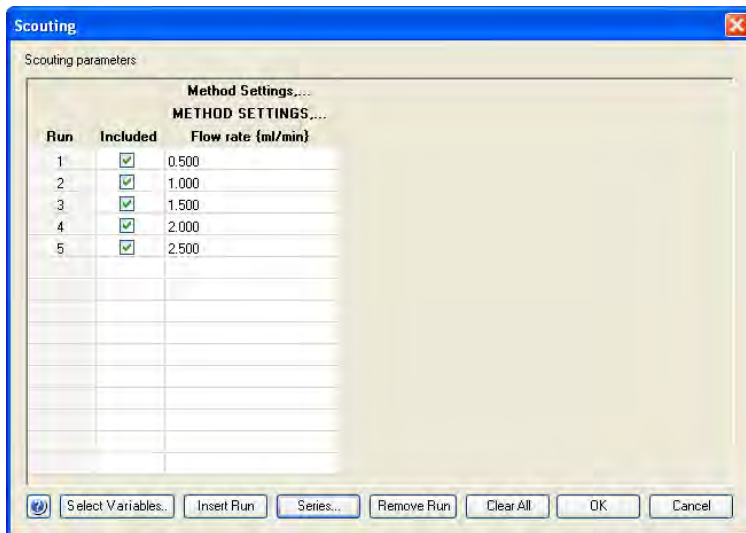 Scouting
Scouting parameters
Method Settings,...
METHOD SETTINGS,...
Run Included Flow rate {ml/min}
1 0.500
2 1.000
3 1.500
4 2.000
5 2.500
Select Variables.. Insert Run Series... Remove Run Clear All OK Cancel